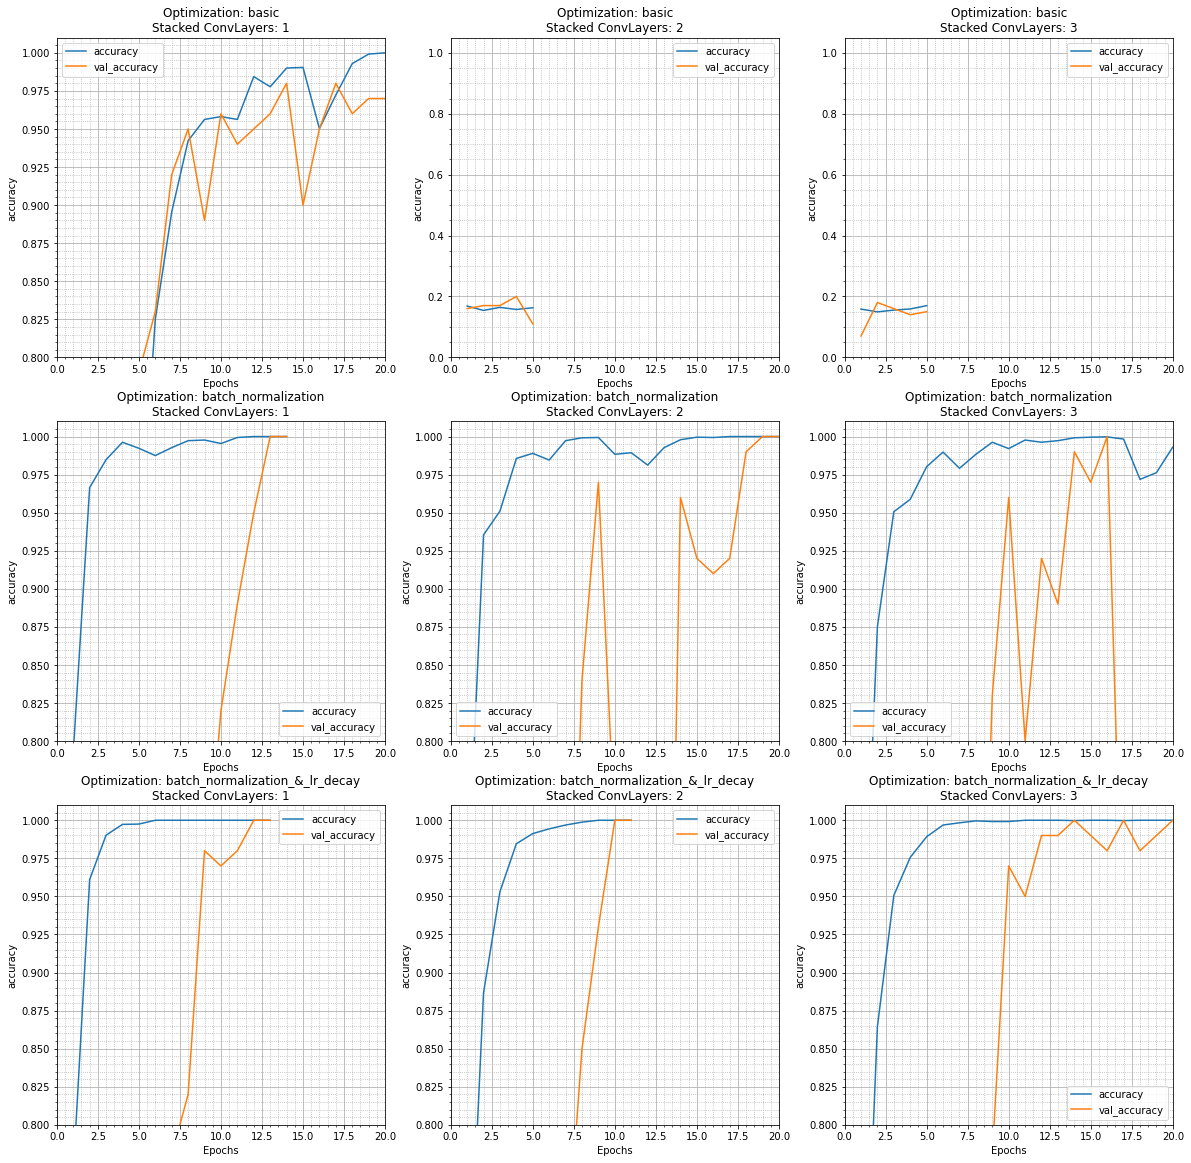 Optimization: basic
Stacked ConvLayers: 1
accuracy
val_accuracy
1.000
0.975
0.950
0.925
0.900
0.875
0.850
0.825
0.800
accuracy
0.0 2.5 5.0 7.5 10.0 12.5 15.0 17.5 20.0
Epochs
Optimization: basic
Stacked ConvLayers: 2
accuracy
val_accuracy
1.0
0.8
0.6
0.4
0.2
0.0
accuracy
0.0 2.5 5.0 7.5 10.0 12.5 15.0 17.5 20.0
Epochs
Optimization: basic
Stacked ConvLayers: 3
accuracy
val_accuracy
1.0
0.8
0.6
0.4
0.2
0.0
accuracy
0.0 2.5 5.0 7.5 10.0 12.5 15.0 17.5 20.0
Epochs
Optimization: batch_normalization
Stacked ConvLayers: 1
1.000
0.975
0.950
0.925
0.900
0.875
0.850
0.825
0.800
accuracy
accuracy
val_accuracy
0.0 2.5 5.0 7.5 10.0 12.5 15.0 17.5 20.0
Epochs
Optimization: batch_normalization
Stacked ConvLayers: 2
1.000
0.975
0.950
0.925
0.900
0.875
0.850
0.825
0.800
accuracy
accuracy
val_accuracy
0.0 2.5 5.0 7.5 10.0 12.5 15.0 17.5 20.0
Epochs
Optimization: batch_normalization
Stacked ConvLayers: 3
1.000
0.975
0.950
0.925
0.900
0.875
0.850
0.825
0.800
accuracy
accuracy
val_accuracy
0.0 2.5 5.0 7.5 10.0 12.5 15.0 17.5 20.0
Epochs
Optimization: batch_normalization_&_lr_decay
Stacked ConvLayers: 1
accuracy
val_accuracy
1.000
0.975
0.950
0.925
0.900
0.875
0.850
0.825
0.800
accuracy
0.0 2.5 5.0 7.5 10.0 12.5 15.0 17.5 20.0
Epochs
Optimization: batch_normalization_&_lr_decay
Stacked ConvLayers: 2
accuracy
val_accuracy
1.000
0.975
0.950
0.925
0.900
0.875
0.850
0.825
0.800
accuracy
0.0 2.5 5.0 7.5 10.0 12.5 15.0 17.5 20.0
Epochs
Optimization: batch_normalization_&_lr_decay
Stacked ConvLayers: 3
1.000
0.975
0.950
0.925
0.900
0.875
0.850
0.825
0.800
accuracy
accuracy
val_accuracy
0.0 2.5 5.0 7.5 10.0 12.5 15.0 17.5 20.0
Epochs